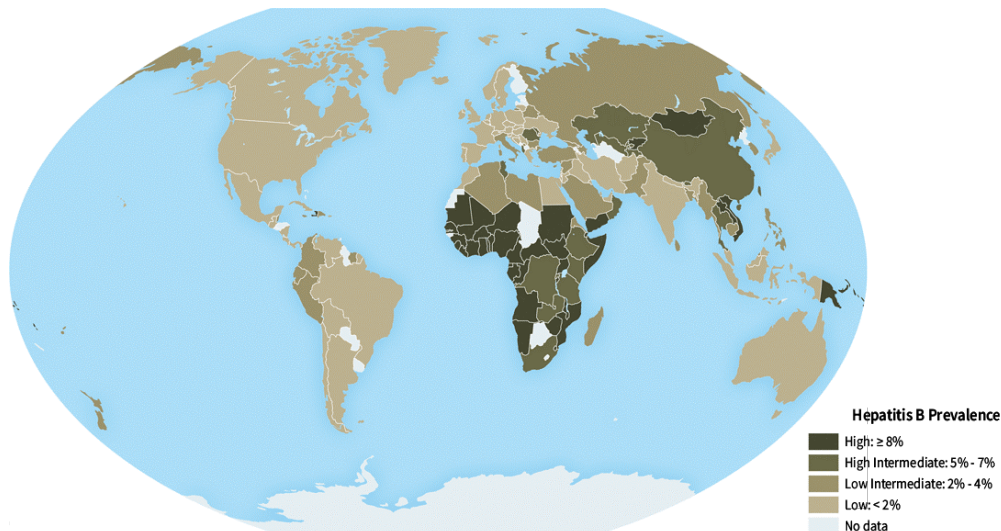 Hepatitis B Prevalence
High: ≥ 8%
High Intermediate: 5% - 7%
Low Intermediate: 2% - 4%
Low: < 2%
No data